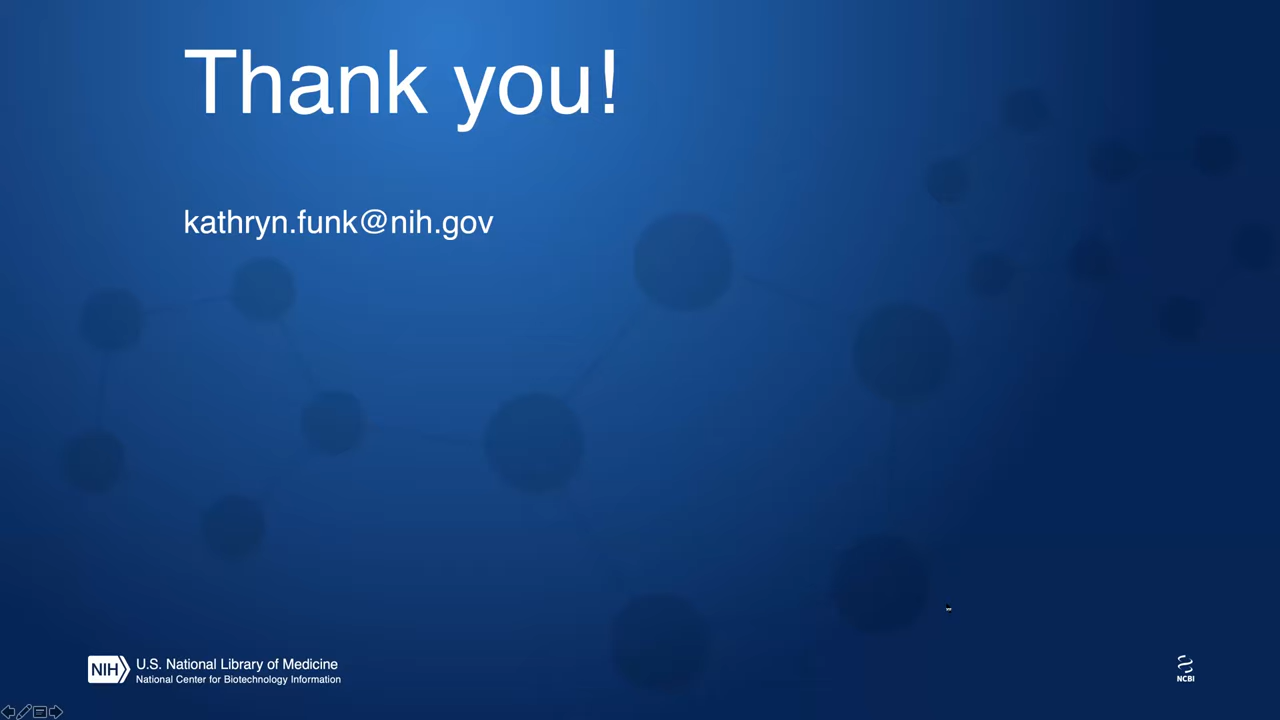 Thank you!
kathryn.funk@nih.gov
NIH
U.S. National Library of Medicine
National Center for Biotechnology Information
NCBI